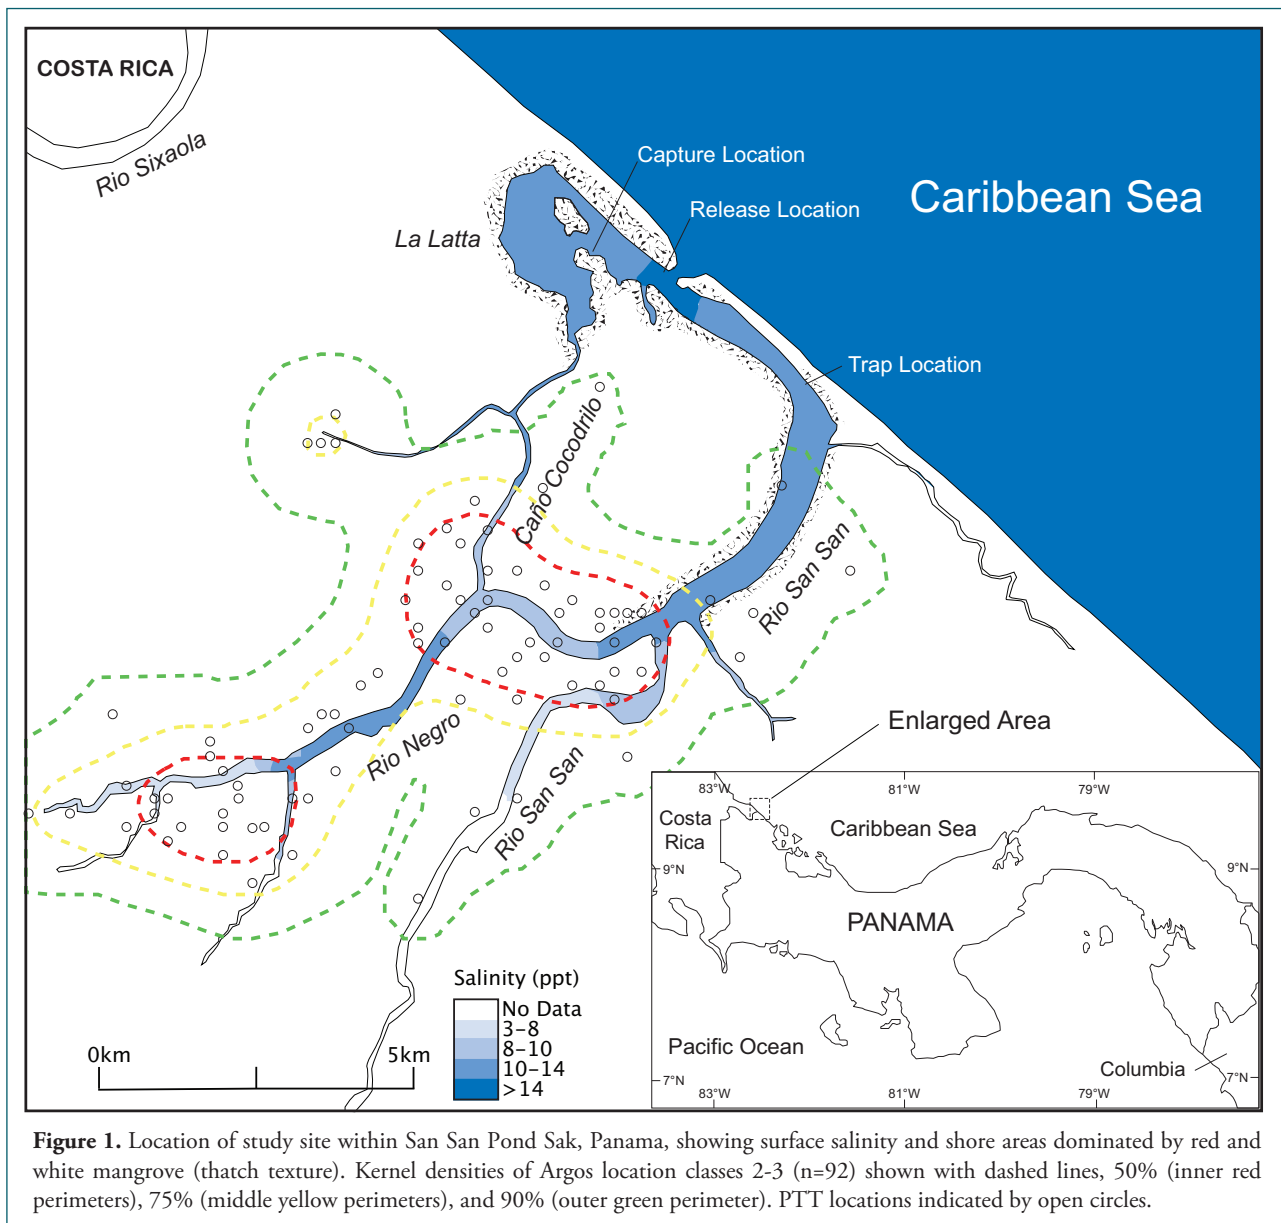 COSTA RICA
Rio Sixaola
Capture Location
Release Location
Caribbean Sea
La Latta
Trap Location
Caño Cocodrilo
Rio San San
Rio Negro
Rio San San
Enlarged Area
83°W
81°W
79°W
Costa
Rica
Caribbean Sea
9°N
9°N
PANAMA
Pacific Ocean
Columbia
7°N
7°N
83°W
81°W
79°W
Salinity (ppt)
No Data
3-8
8-10
10-14
>14
0km
5km
Figure 1. Location of study site within San San Pond Sak, Panama, showing surface salinity and shore areas dominated by red and
white mangrove (thatch texture). Kernel densities of Argos location classes 2-3 (n=92) shown with dashed lines, 50% (inner red
perimeters), 75% (middle yellow perimeters), and 90% (outer green perimeter). PTT locations indicated by open circles.